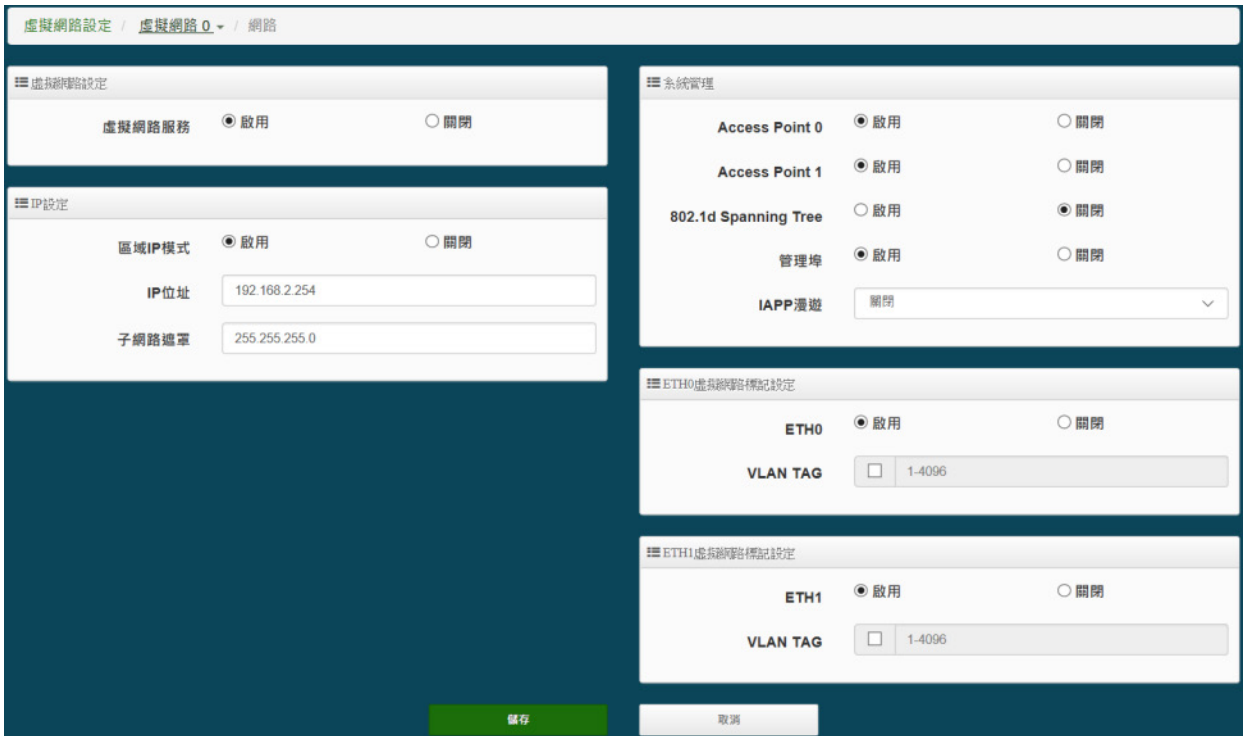 虛擬網路設定 / 虛擬網路 0 / 網路
虛擬網路設定
虛擬網路服務 啟用 關閉
IP設定
區域IP模式 啟用 關閉
IP位址 192.168.2.254
子網路遮罩 255.255.255.0
系統管理
Access Point 0 啟用 關閉
Access Point 1 啟用 關閉
802.1d Spanning Tree 啟用 關閉
管理埠 啟用 關閉
IAPP漫遊 關閉
ETH0虛擬網路標記設定
ETH0 啟用 關閉
VLAN TAG 1-4096
ETH1虛擬網路標記設定
ETH1 啟用 關閉
VLAN TAG 1-4096
儲存 取消